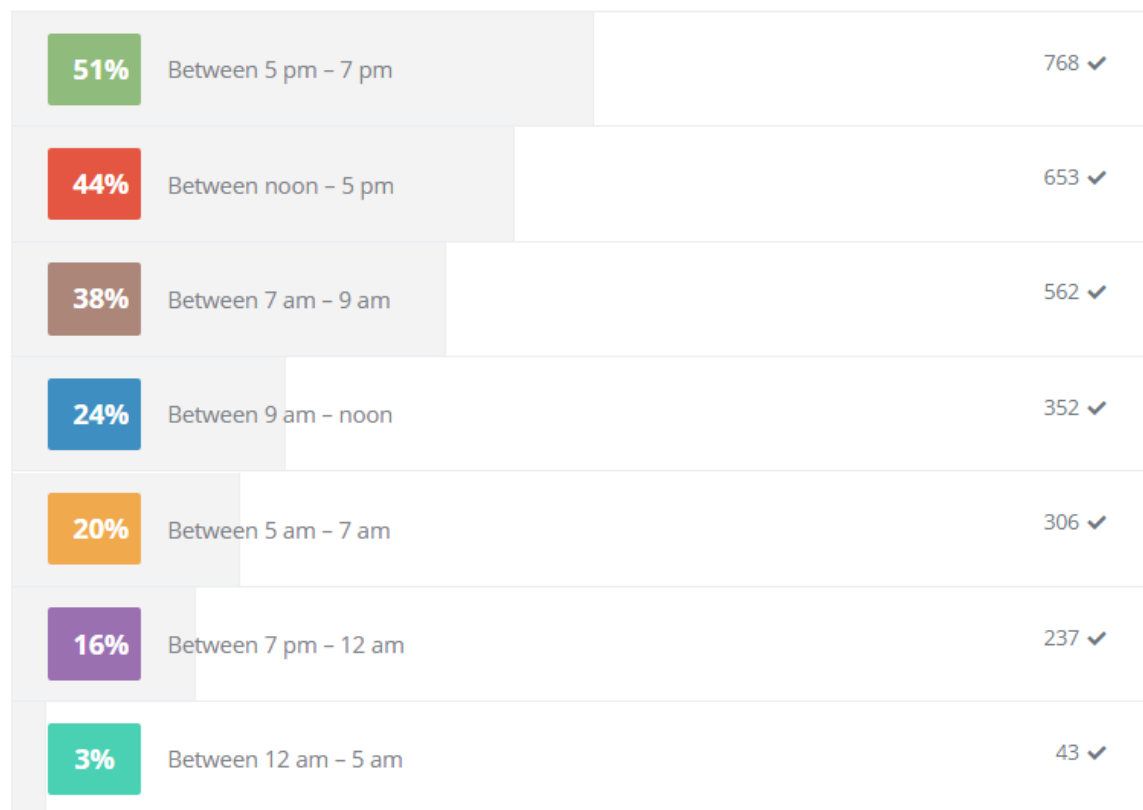 51% Between 5 pm – 7 pm 768
44% Between noon – 5 pm 653
38% Between 7 am – 9 am 562
24% Between 9 am – noon 352
20% Between 5 am – 7 am 306
16% Between 7 pm – 12 am 237
3% Between 12 am – 5 am 43